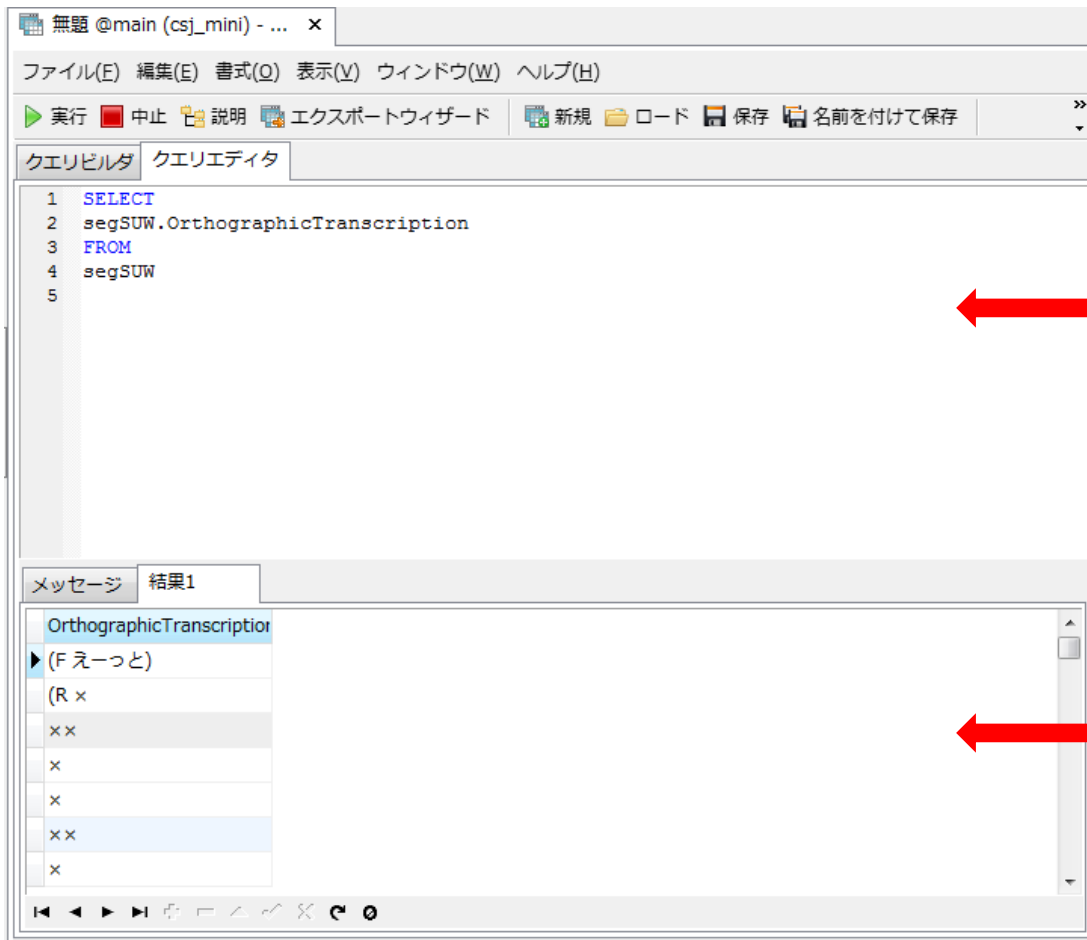 無題 @main (csj_mini) - ... ×
ファイル(F) 編集(E) 書式(O) 表示(V) ウィンドウ(W) ヘルプ(H)
実行 中止 説明 エクスポートウィザード 新規 ロード 保存 名前を付けて保存 »
クエリビルダ クエリエディタ
1 SELECT
2 segSUW.OrthographicTranscription
3 FROM
4 segSUW
5
メッセージ 結果1
OrthographicTranscription
(F えーっと)
(R ×
××
×
×
××
×